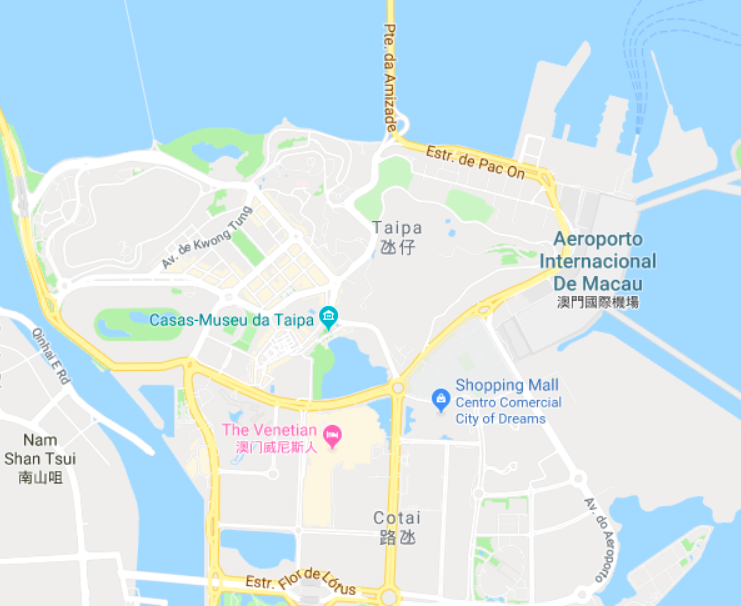 Pte. da Amizade
Estr. de Pac On
Av. de Kwong Tung
Taipa
氹仔
Aeroporto
Internacional
De Macau
澳門國際機場
Casas-Museu da Taipa
Qinhai E Rd
Shopping Mall
Centro Comercial
City of Dreams
The Venetian
澳门威尼斯人
Nam
Shan Tsui
南山咀
Cotai
路氹
Av. do Aeroporto
Estr. Flor de Lótus